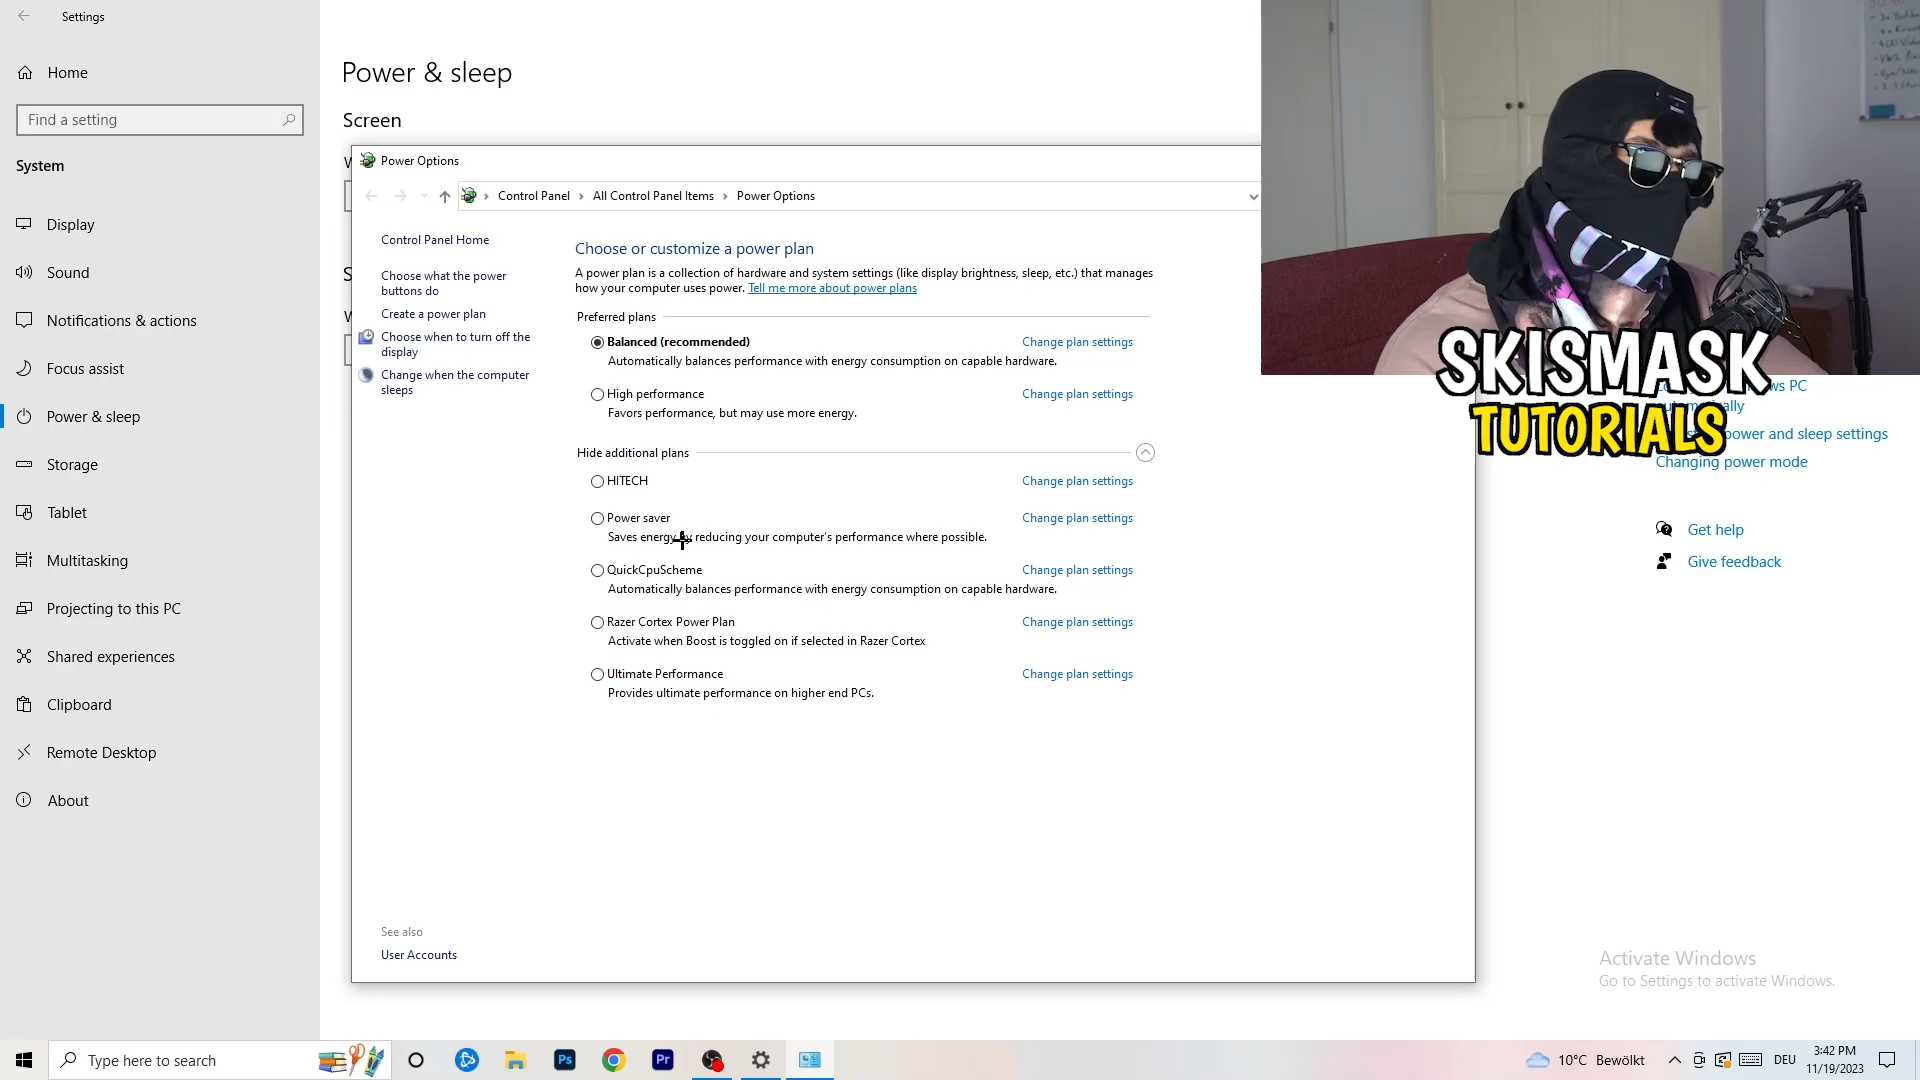 Settings
Home
Find a setting
System
Display
Sound
Notifications & actions
Focus assist
Power & sleep
Storage
Tablet
Multitasking
Projecting to this PC
Shared experiences
Clipboard
Remote Desktop
About
Power & sleep
Screen
Power Options
Control Panel > All Control Panel Items > Power Options
Control Panel Home
Choose what the power
buttons do
Create a power plan
Choose when to turn off the
display
Change when the computer
sleeps
See also
User Accounts
Choose or customize a power plan
A power plan is a collection of hardware and system settings (like display brightness, sleep, etc.) that manages
how your computer uses power. Tell me more about power plans
Preferred plans
Balanced (recommended) Change plan settings
Automatically balances performance with energy consumption on capable hardware.
High performance Change plan settings
Favors performance, but may use more energy.
Hide additional plans
HITECH Change plan settings
Power saver Change plan settings
Saves energy by reducing your computer's performance where possible.
QuickCpuScheme Change plan settings
Automatically balances performance with energy consumption on capable hardware.
Razer Cortex Power Plan Change plan settings
Activate when Boost is toggled on if selected in Razer Cortex
Ultimate Performance Change plan settings
Provides ultimate performance on higher end PCs.
SKISMASK
TUTORIALS
PC
power and sleep settings
Changing power mode
Get help
Give feedback
Activate Windows
Go to Settings to activate Windows.
Type here to search
Ps
Pr
10°C Bewölkt
DEU
3:42 PM
11/19/2023